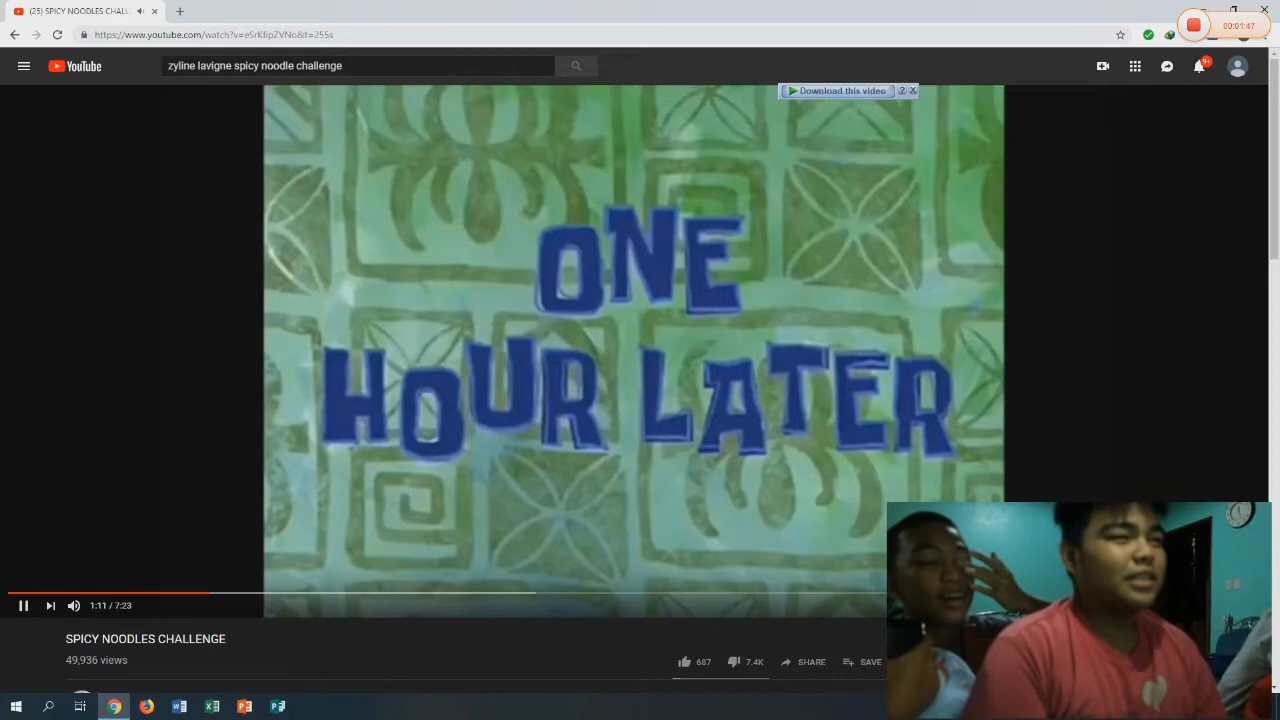 (25) SPICY NOODLES CHALL
00:01:47
https://www.youtube.com/watch?v=eSrKfipZVNo&t=255s
YouTube
zyline lavigne spicy noodle challenge
9+
Download this video
ONE
HOUR LATER
1:11 / 7:23
SPICY NOODLES CHALLENGE
49,936 views
687
7.4K
SHARE
SAVE